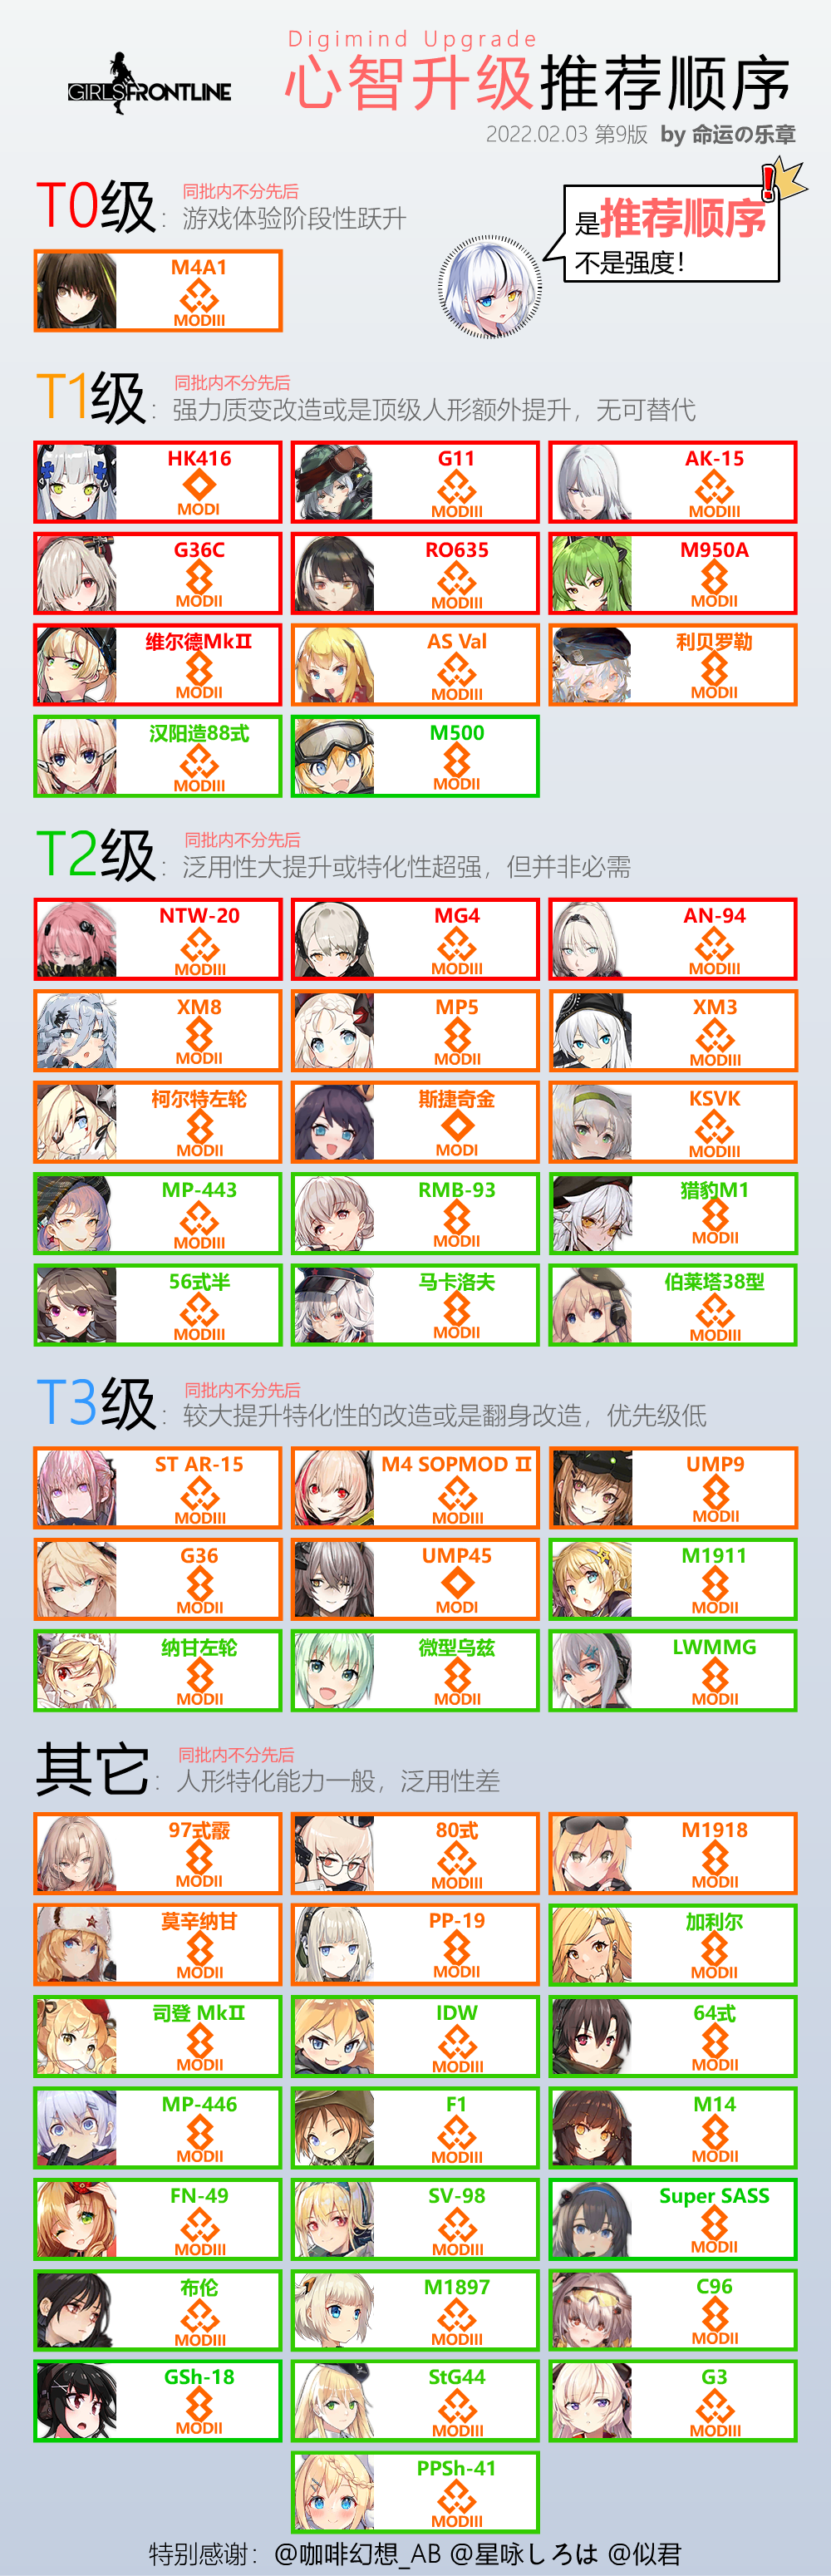 Digimind Upgrade
GIRLSFRONTLINE
心智升级推荐顺序
2022.02.03 第9版 by 命运の乐章
T0级：同批内不分先后
游戏体验阶段性跃升
是推荐顺序
不是强度！
M4A1
MODIII
T1级：同批内不分先后
强力质变改造或是顶级人形额外提升，无可替代
HK416 G11 AK-15
MODI MODIII MODIII
G36C RO635 M950A
MODII MODIII MODII
维尔德MkⅡ AS Val 利贝罗勒
MODII MODIII MODII
汉阳造88式 M500
MODIII MODII
T2级：同批内不分先后
泛用性大提升或特化性超强，但并非必需
NTW-20 MG4 AN-94
MODIII MODIII MODIII
XM8 MP5 XM3
MODII MODII MODIII
柯尔特左轮 斯捷奇金 KSVK
MODII MODI MODIII
MP-443 RMB-93 猎豹M1
MODIII MODII MODII
56式半 马卡洛夫 伯莱塔38型
MODIII MODII MODIII
T3级：同批内不分先后
较大提升特化性的改造或是翻身改造，优先级低
ST AR-15 M4 SOPMOD Ⅱ UMP9
MODIII MODIII MODII
G36 UMP45 M1911
MODII MODI MODII
纳甘左轮 微型乌兹 LWMMG
MODII MODII MODII
其它：同批内不分先后
人形特化能力一般，泛用性差
97式霰 80式 M1918
MODII MODIII MODII
莫辛纳甘 PP-19 加利尔
MODII MODII MODII
司登 MkⅡ IDW 64式
MODII MODIII MODII
MP-446 F1 M14
MODII MODIII MODII
FN-49 SV-98 Super SASS
MODIII MODIII MODII
布伦 M1897 C96
MODIII MODIII MODII
GSh-18 StG44 G3
MODII MODIII MODIII
PPSh-41
MODIII
特别感谢：@咖啡幻想_AB @星咏しろは @似君